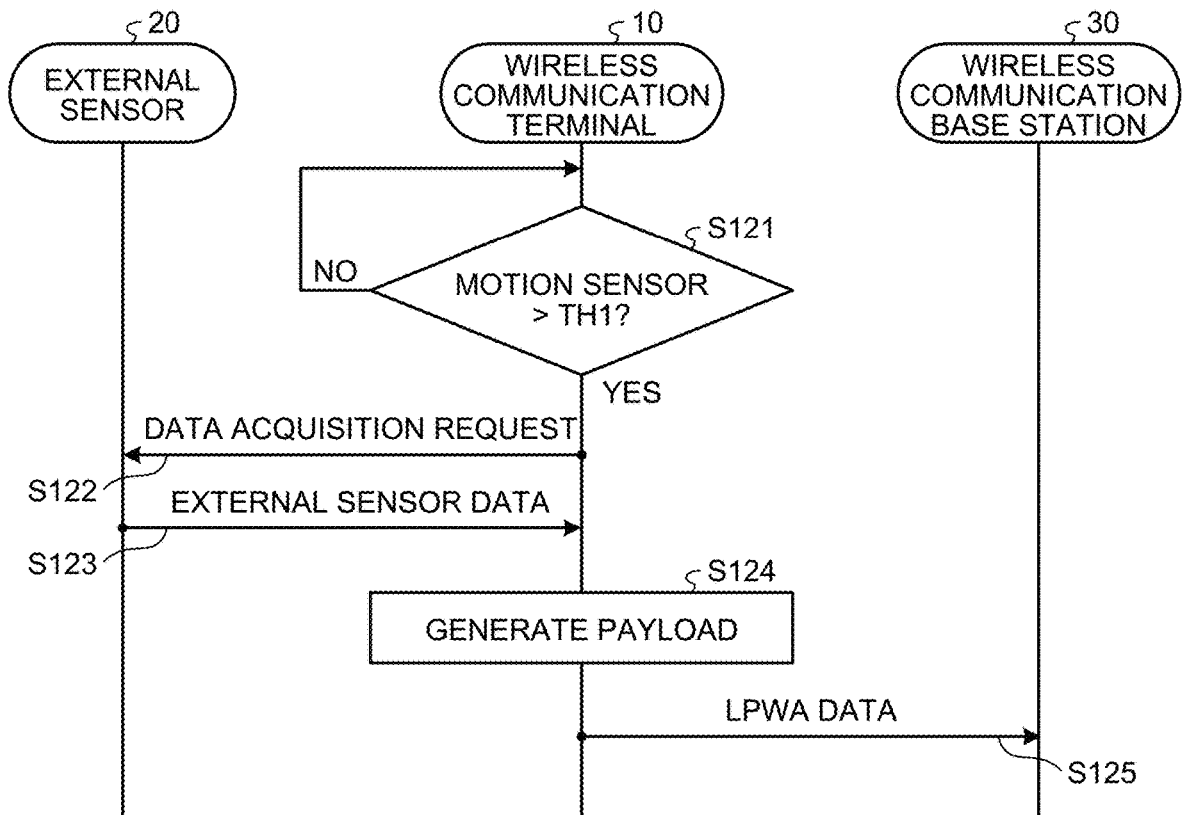 20
10
30
EXTERNAL
SENSOR
WIRELESS
COMMUNICATION
TERMINAL
WIRELESS
COMMUNICATION
BASE STATION
S121
NO
MOTION SENSOR
> TH1?
YES
DATA ACQUISITION REQUEST
S122
EXTERNAL SENSOR DATA
S123
S124
GENERATE PAYLOAD
LPWA DATA
S125